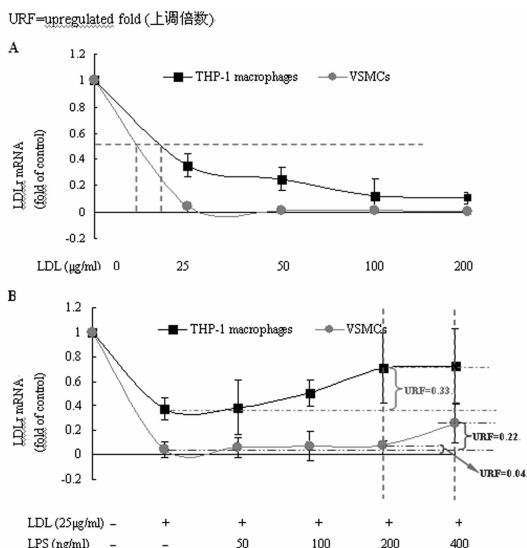 URF=upregulated fold (上调倍数)
A
1.2
1
0.8
0.6
0.4
0.2
0
-0.2
LDLr mRNA
(fold of control)
THP-1 macrophages
VSMCs
LDL (μg/ml) 0 25 50 100 200
B
1.2
1
0.8
0.6
0.4
0.2
0
-0.2
LDLr mRNA
(fold of control)
THP-1 macrophages
VSMCs
URF=0.33
URF=0.22
URF=0.04
LDL (25μg/ml) – + + + + +
LPS (ng/ml) – – 50 100 200 400